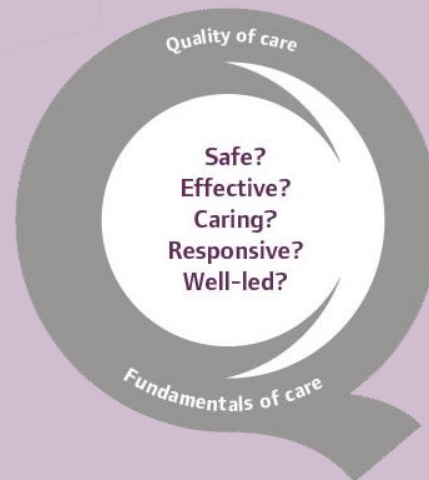 Quality of care
Safe?
Effective?
Caring?
Responsive?
Well-led?
Fundamentals of care